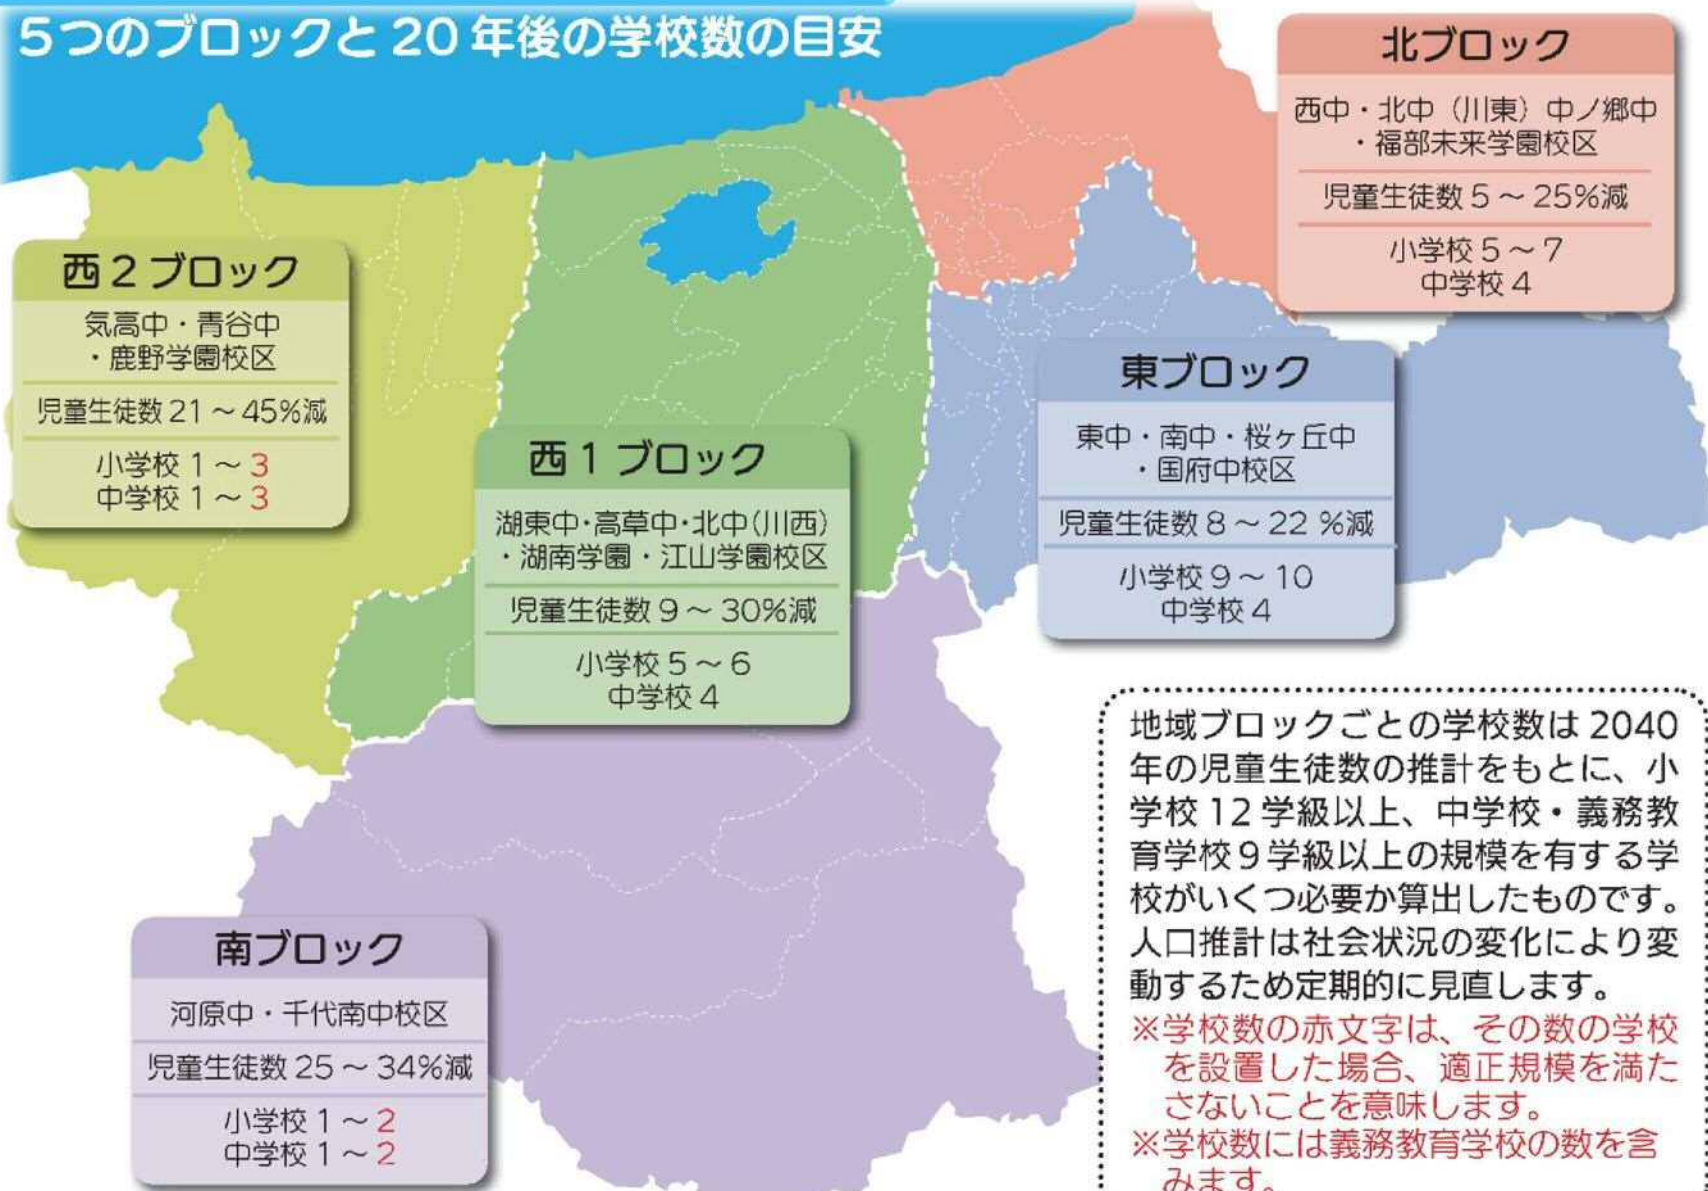 5つのブロックと20年後の学校数の目安
北ブロック
西中・北中（川東）中ノ郷中
・福部未来学園校区
児童生徒数5～25%減
小学校5～7
中学校4
西2ブロック
気高中・青谷中
・鹿野学園校区
児童生徒数21～45%減
小学校1～3
中学校1～3
西1ブロック
湖東中・高草中・北中（川西）
・湖南学園・江山学園校区
児童生徒数9～30%減
小学校5～6
中学校4
東ブロック
東中・南中・桜ヶ丘中
・国府中校区
児童生徒数8～22%減
小学校9～10
中学校4
南ブロック
河原中・千代南中校区
児童生徒数25～34%減
小学校1～2
中学校1～2
地域ブロックごとの学校数は2040
年の児童生徒数の推計をもとに、小
学校12学級以上、中学校・義務教
育学校9学級以上の規模を有する学
校がいくつ必要か算出したものです。
人口推計は社会状況の変化により変
動するため定期的に見直します。
※学校数の赤文字は、その数の学校
を設置した場合、適正規模を満た
さないことを意味します。
※学校数には義務教育学校の数を含
みます。